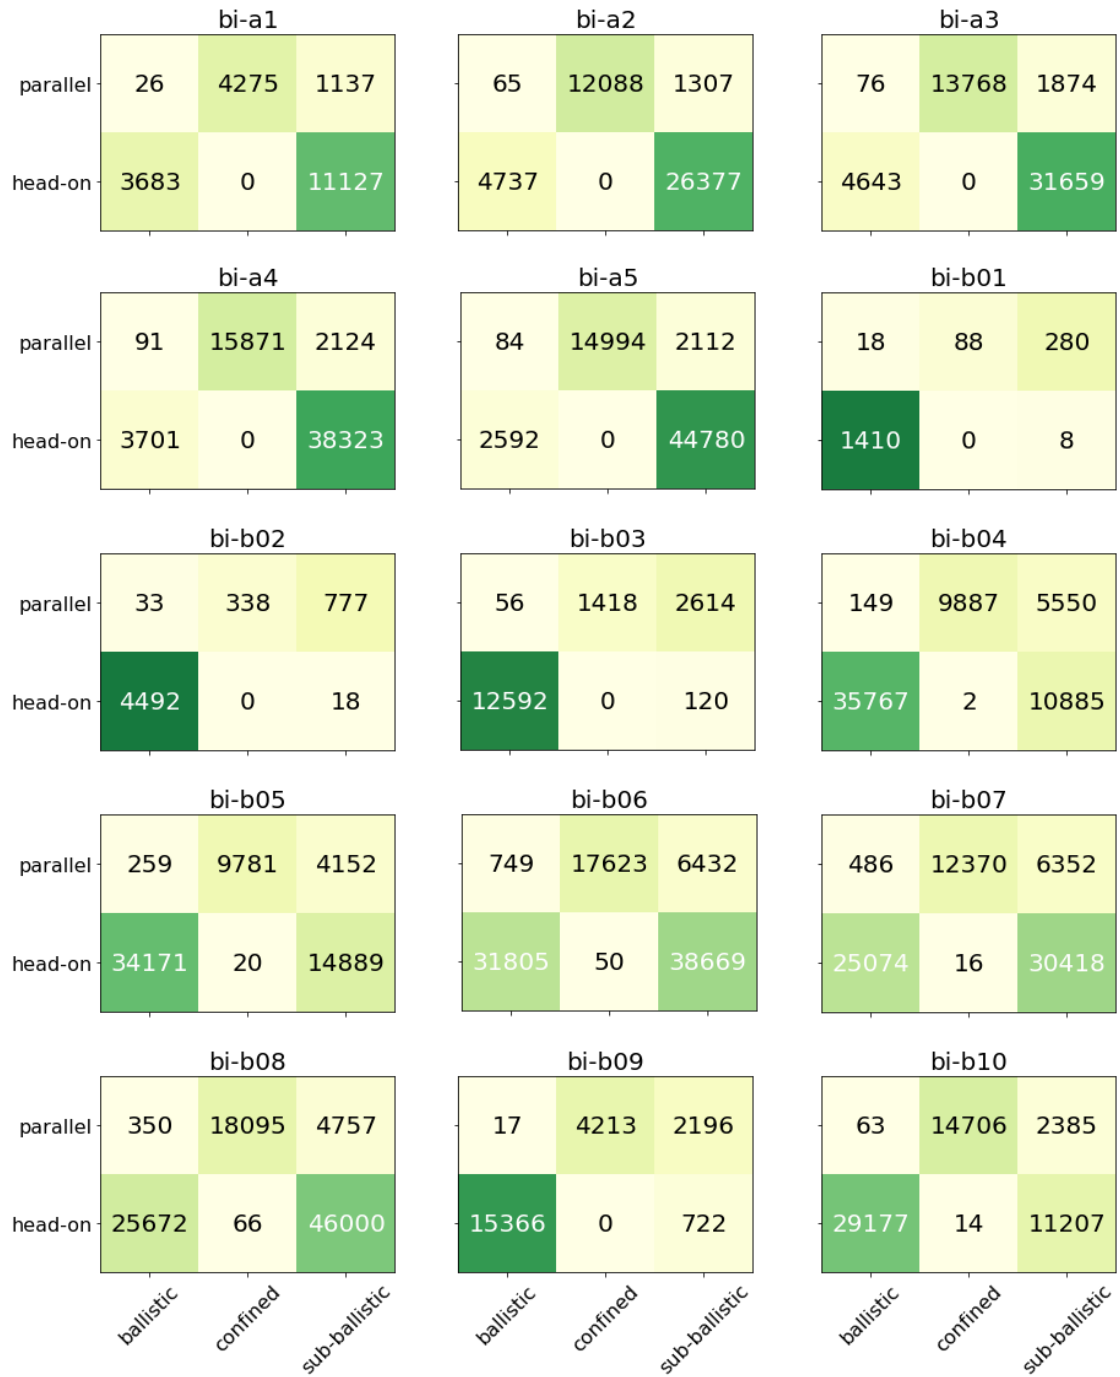 bi-a1 bi-a2 bi-a3
parallel 26 4275 1137 65 12088 1307 76 13768 1874
head-on 3683 0 11127 4737 0 26377 4643 0 31659
bi-a4 bi-a5 bi-b01
parallel 91 15871 2124 84 14994 2112 18 88 280
head-on 3701 0 38323 2592 0 44780 1410 0 8
bi-b02 bi-b03 bi-b04
parallel 33 338 777 56 1418 2614 149 9887 5550
head-on 4492 0 18 12592 0 120 35767 2 10885
bi-b05 bi-b06 bi-b07
parallel 259 9781 4152 749 17623 6432 486 12370 6352
head-on 34171 20 14889 31805 50 38669 25074 16 30418
bi-b08 bi-b09 bi-b10
parallel 350 18095 4757 17 4213 2196 63 14706 2385
head-on 25672 66 46000 15366 0 722 29177 14 11207
ballistic confined sub-ballistic ballistic confined sub-ballistic ballistic confined sub-ballistic